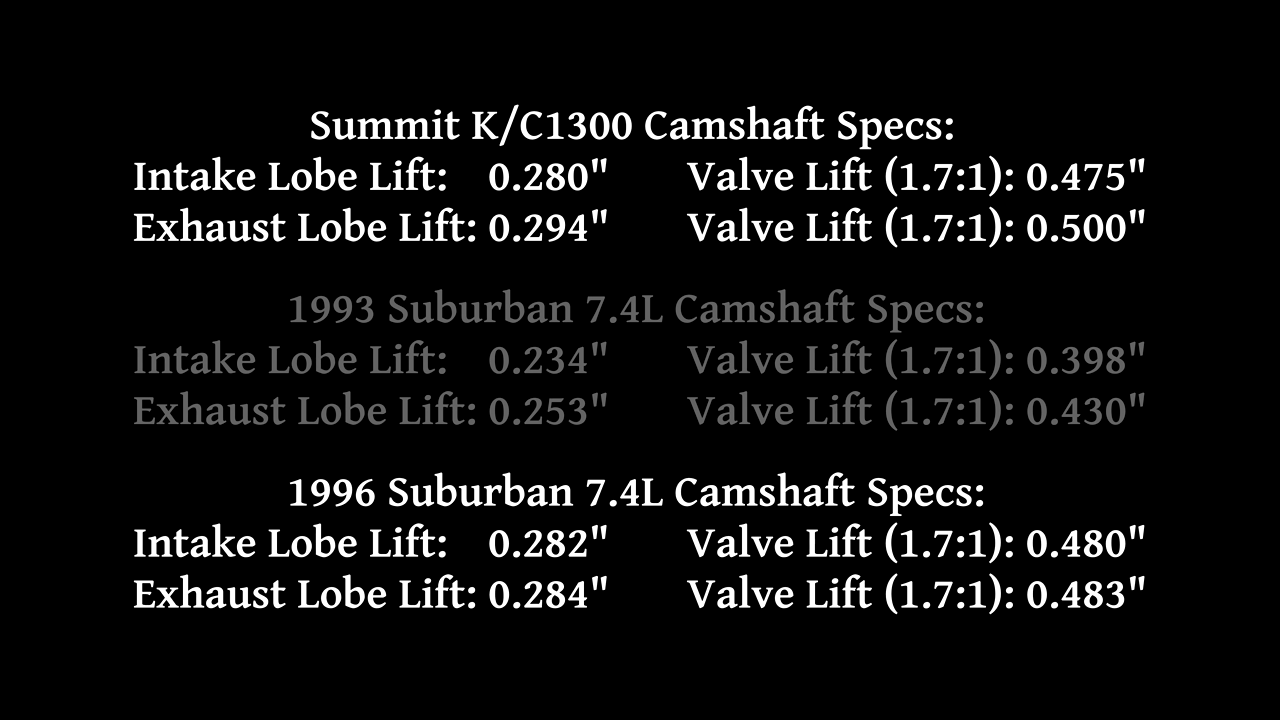 Summit K/C1300 Camshaft Specs:
Intake Lobe Lift: 0.280" Valve Lift (1.7:1): 0.475"
Exhaust Lobe Lift: 0.294" Valve Lift (1.7:1): 0.500"
1993 Suburban 7.4L Camshaft Specs:
Intake Lobe Lift: 0.234" Valve Lift (1.7:1): 0.398"
Exhaust Lobe Lift: 0.253" Valve Lift (1.7:1): 0.430"
1996 Suburban 7.4L Camshaft Specs:
Intake Lobe Lift: 0.282" Valve Lift (1.7:1): 0.480"
Exhaust Lobe Lift: 0.284" Valve Lift (1.7:1): 0.483"